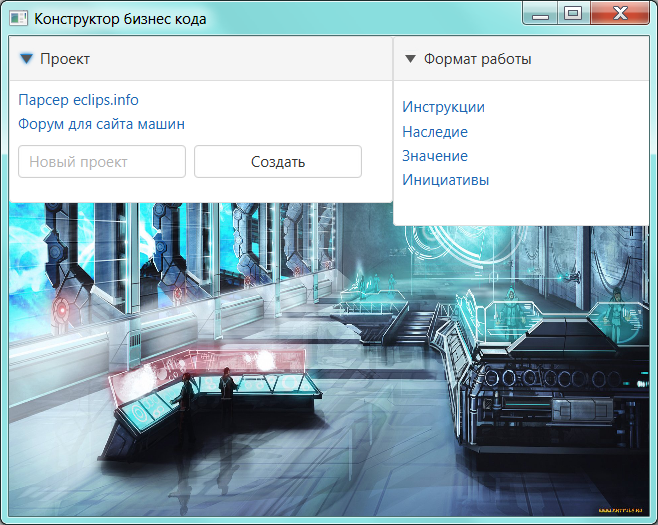 Конструктор бизнес кода
Проект
Парсер eclips.info
Форум для сайта машин
Новый проект
Создать
Формат работы
Инструкции
Наследие
Значение
Инициативы